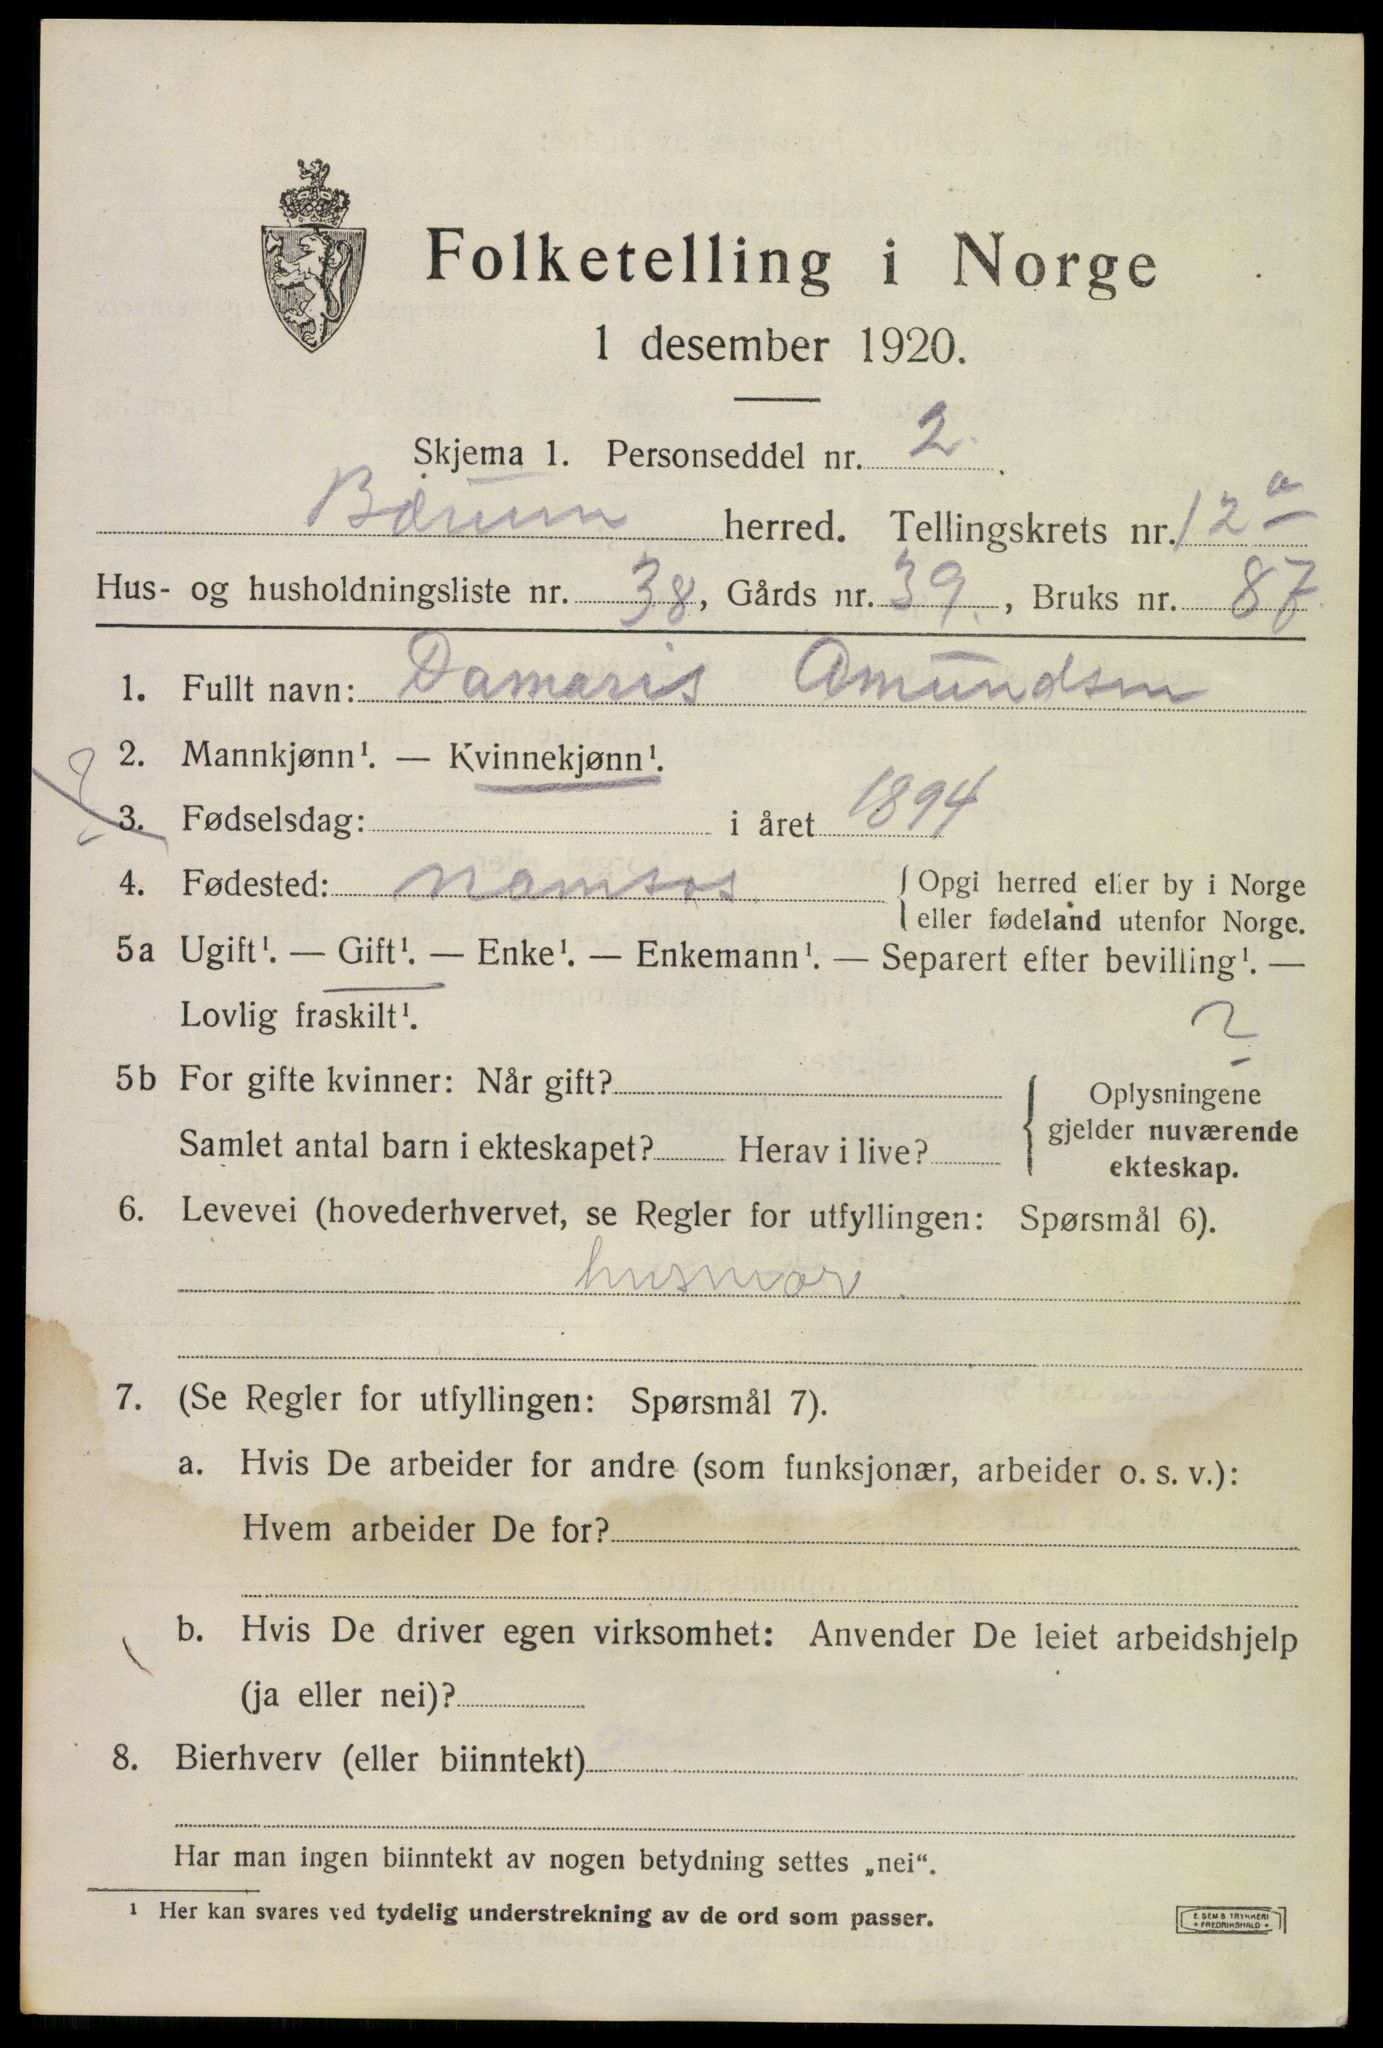 Folketelling i Norge
1 desember 1920.
Skjema 1. Personseddel nr. 2.
Bærum herred. Tellingskrets nr. 12a
Hus- og husholdningsliste nr. 38, Gårds nr. 39., Bruks nr. 87
1. Fullt navn: Damaris Amundsen
2. Mannkjønn¹. — Kvinnekjønn¹.
3. Fødselsdag: i året 1894
4. Fødested: Namsos. { Opgi herred eller by i Norge
eller fødeland utenfor Norge.
5a Ugift¹. — Gift¹. — Enke¹. — Enkemann¹. — Separert efter bevilling¹. —
Lovlig fraskilt¹. ?
5b For gifte kvinner: Når gift? { Oplysningene
gjelder nuværende
Samlet antal barn i ekteskapet? Herav i live?
ekteskap.
6. Levevei (hovederhvervet, se Regler for utfyllingen: Spørsmål 6).
husmor.
7. (Se Regler for utfyllingen: Spørsmål 7).
a. Hvis De arbeider for andre (som funksjonær, arbeider o. s. v.):
Hvem arbeider De for?
b. Hvis De driver egen virksomhet: Anvender De leiet arbeidshjelp
(ja eller nei)?
8. Bierhverv (eller biinntekt)
Har man ingen biinntekt av nogen betydning settes „nei“.
¹ Her kan svares ved tydelig understrekning av de ord som passer.
E. SEM'S TRYKKERI
* FREDRIKSHALD *